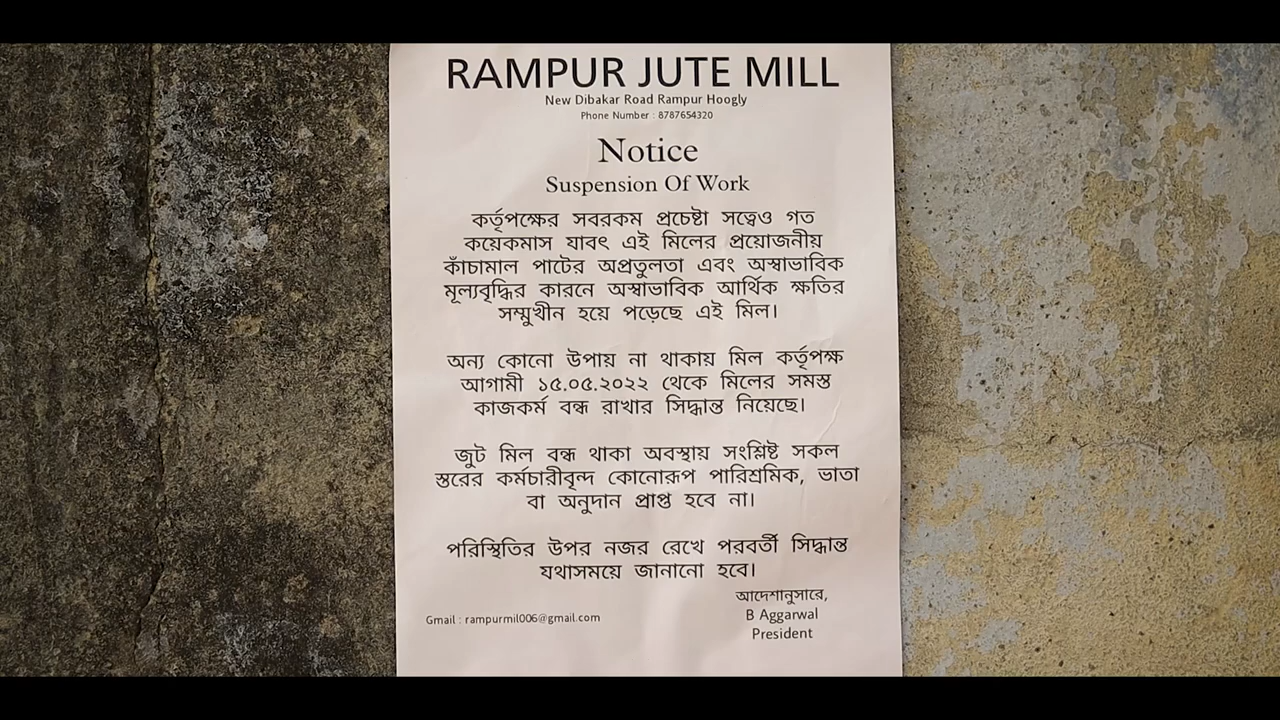 RAMPUR JUTE MILL
New Dibakar Road Rampur Hoogly
Phone Number : 8787654320
Notice
Suspension Of Work
কর্তৃপক্ষের সবরকম প্রচেষ্টা সত্ত্বেও গত
কয়েকমাস যাবৎ এই মিলের প্রয়োজনীয়
কাঁচামাল পাটের অপ্রতুলতা এবং অস্বাভাবিক
মূল্যবৃদ্ধির কারনে অস্বাভাবিক আর্থিক ক্ষতির
সম্মুখীন হয়ে পড়েছে এই মিল।
অন্য কোনো উপায় না থাকায় মিল কর্তৃপক্ষ
আগামী ১৫.০৫.২০২২ থেকে মিলের সমস্ত
কাজকর্ম বন্ধ রাখার সিদ্ধান্ত নিয়েছে।
জুট মিল বন্ধ থাকা অবস্থায় সংশ্লিষ্ট সকল
স্তরের কর্মচারীবৃন্দ কোনোরূপ পারিশ্রমিক, ভাতা
বা অনুদান প্রাপ্ত হবে না।
পরিস্থিতির উপর নজর রেখে পরবর্তী সিদ্ধান্ত
যথাসময়ে জানানো হবে।
আদেশানুসারে,
B Aggarwal
President
Gmail : rampurmil006@gmail.com